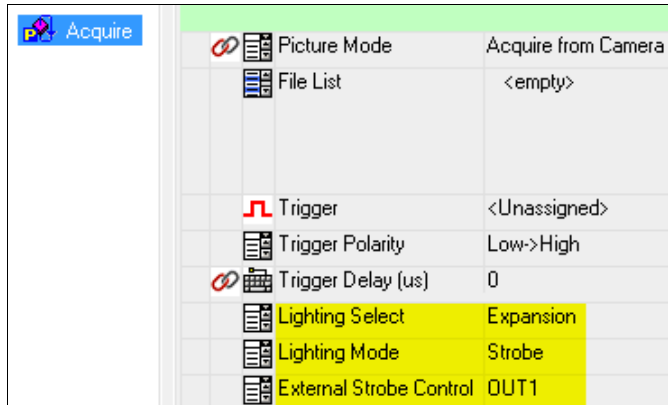 Acquire
Picture Mode Acquire from Camera
File List <empty>
Trigger <Unassigned>
Trigger Polarity Low->High
Trigger Delay (us) 0
Lighting Select Expansion
Lighting Mode Strobe
External Strobe Control OUT1